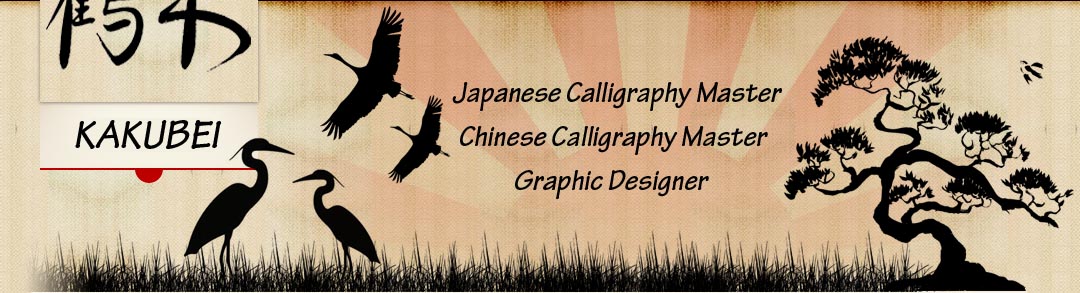 KAKUBEI
Japanese Calligraphy Master
Chinese Calligraphy Master
Graphic Designer